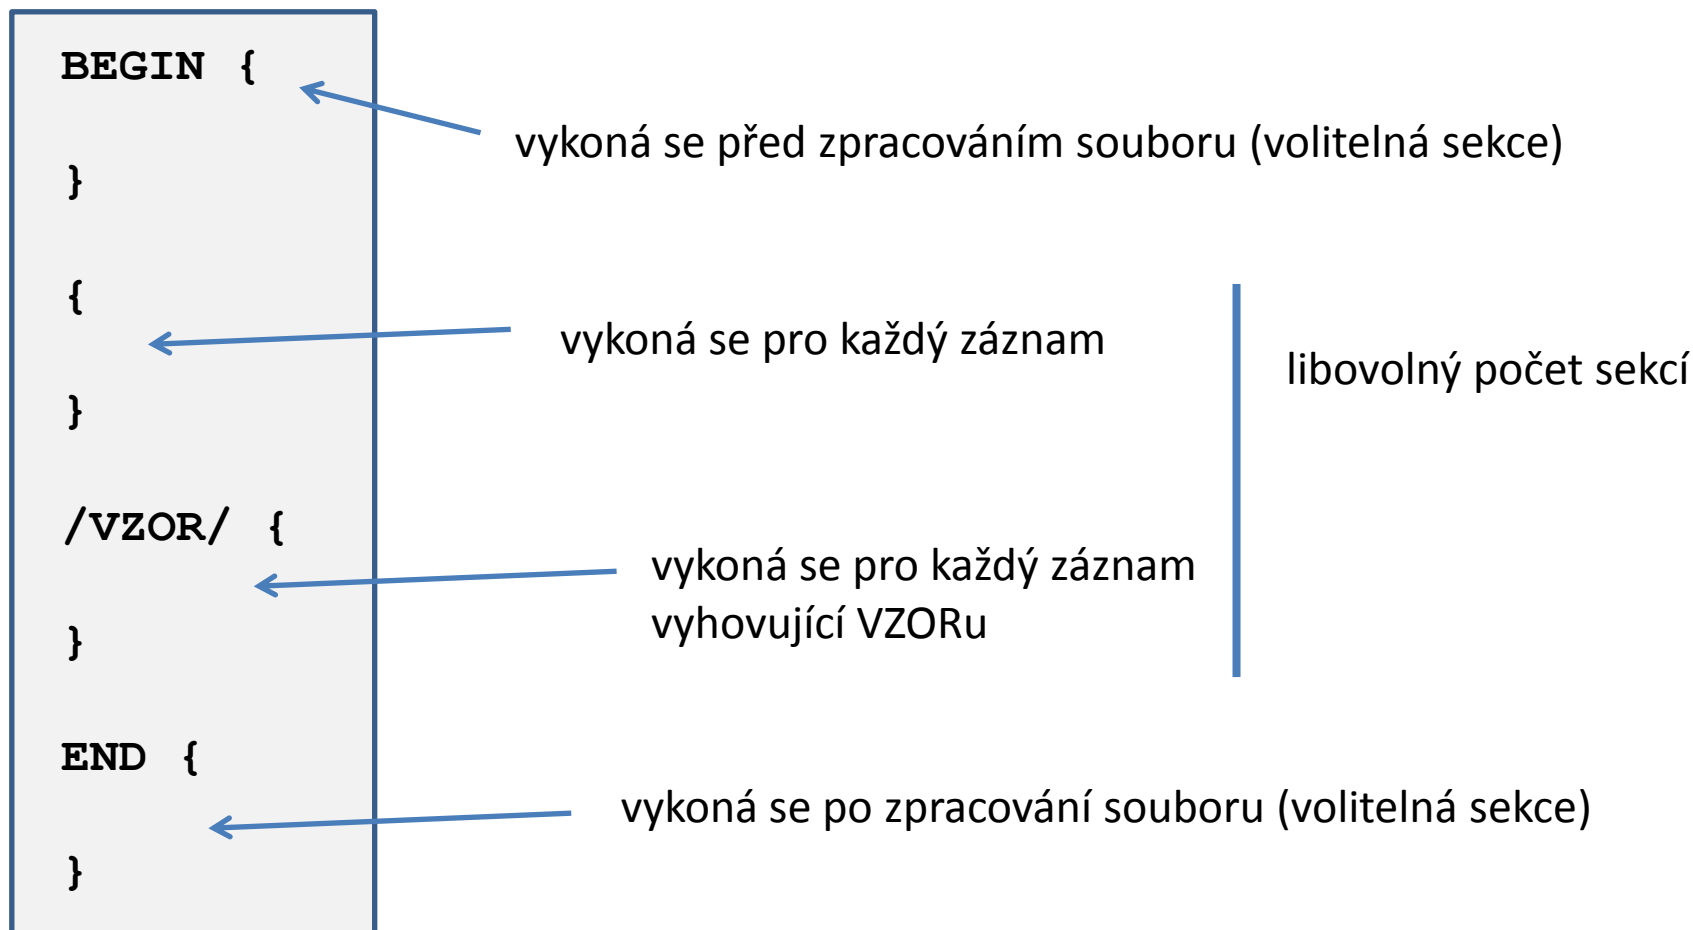 BEGIN {
vykoná se před zpracováním souboru (volitelná sekce)
}
{
vykoná se pro každý záznam
libovolný počet sekcí
}
/VZOR/ {
vykoná se pro každý záznam
vyhovující VZORu
}
END {
vykoná se po zpracování souboru (volitelná sekce)
}